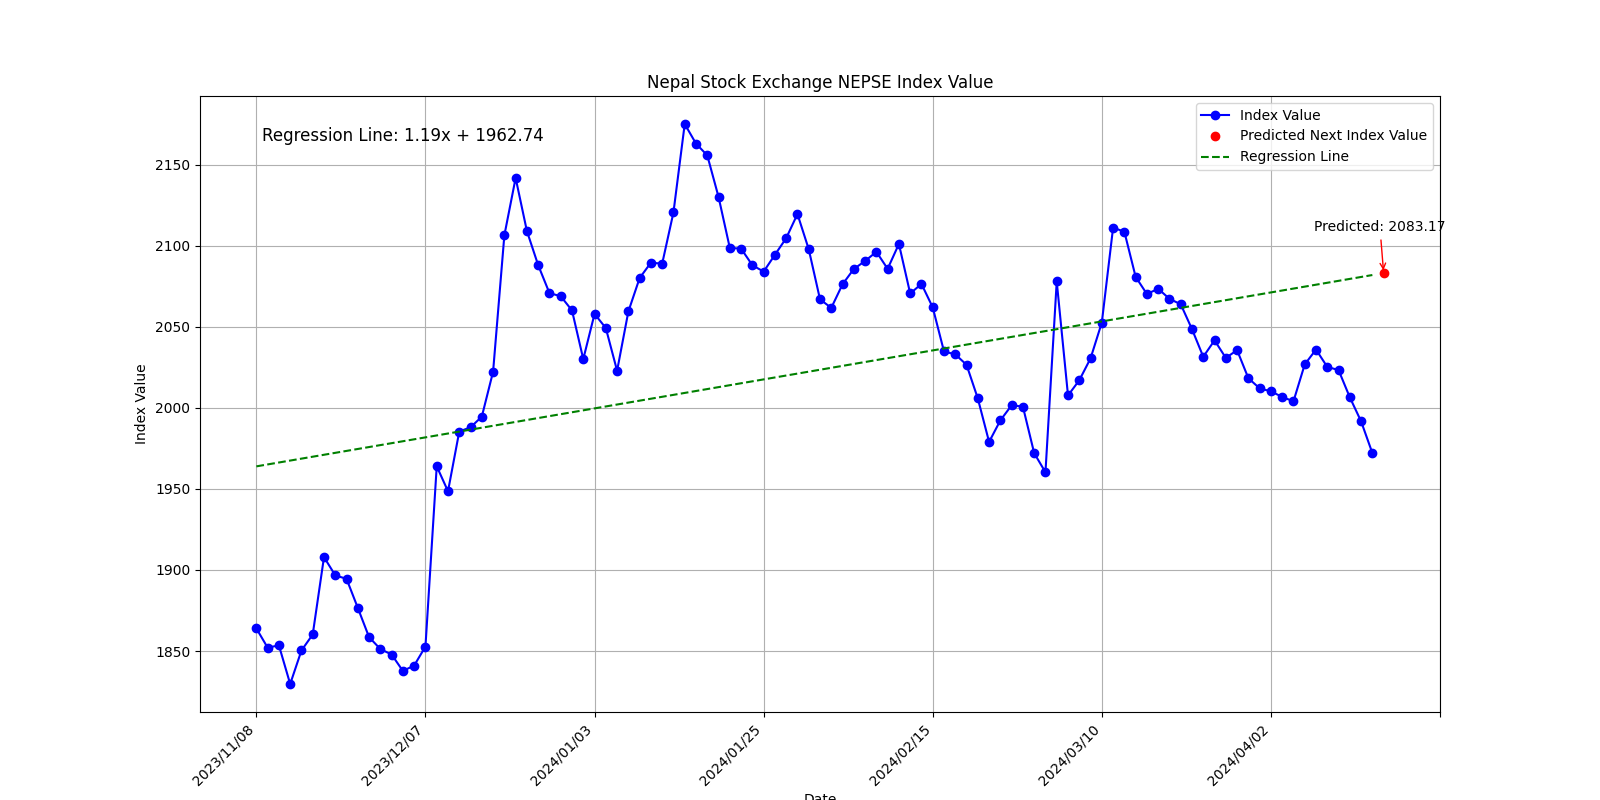 Nepal Stock Exchange NEPSE Index Value
Regression Line: 1.19x + 1962.74
Index Value
Predicted Next Index Value
Regression Line
Predicted: 2083.17
Index Value
2150
2100
2050
2000
1950
1900
1850
2023/11/08
2023/12/07
2024/01/03
2024/01/25
2024/02/15
2024/03/10
2024/04/02
Date